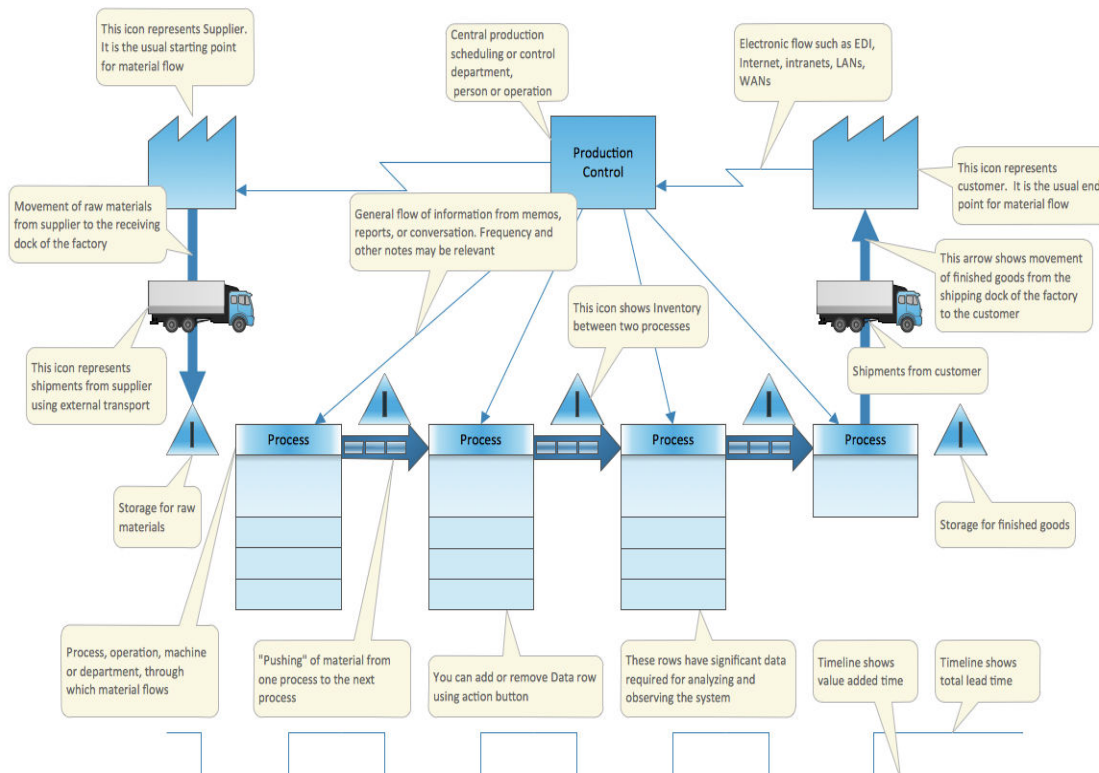 This icon represents Supplier.
It is the usual starting point
for material flow
Central production
scheduling or control
department,
person or operation
Electronic flow such as EDI,
Internet, intranets, LANs,
WANs
Production
Control
This icon represents
customer. It is the usual end
point for material flow
Movement of raw materials
from supplier to the receiving
dock of the factory
General flow of information from memos,
reports, or conversation. Frequency and
other notes may be relevant
This arrow shows movement
of finished goods from the
shipping dock of the factory
to the customer
This icon shows Inventory
between two processes
This icon represents
shipments from supplier
using external transport
Shipments from customer
I
I
I
I
I
Process
Process
Process
Process
Storage for raw
materials
Storage for finished goods
Process, operation, machine
or department, through
which material flows
"Pushing" of material from
one process to the next
process
You can add or remove Data row
using action button
These rows have significant data
required for analyzing and
observing the system
Timeline shows
value added time
Timeline shows
total lead time